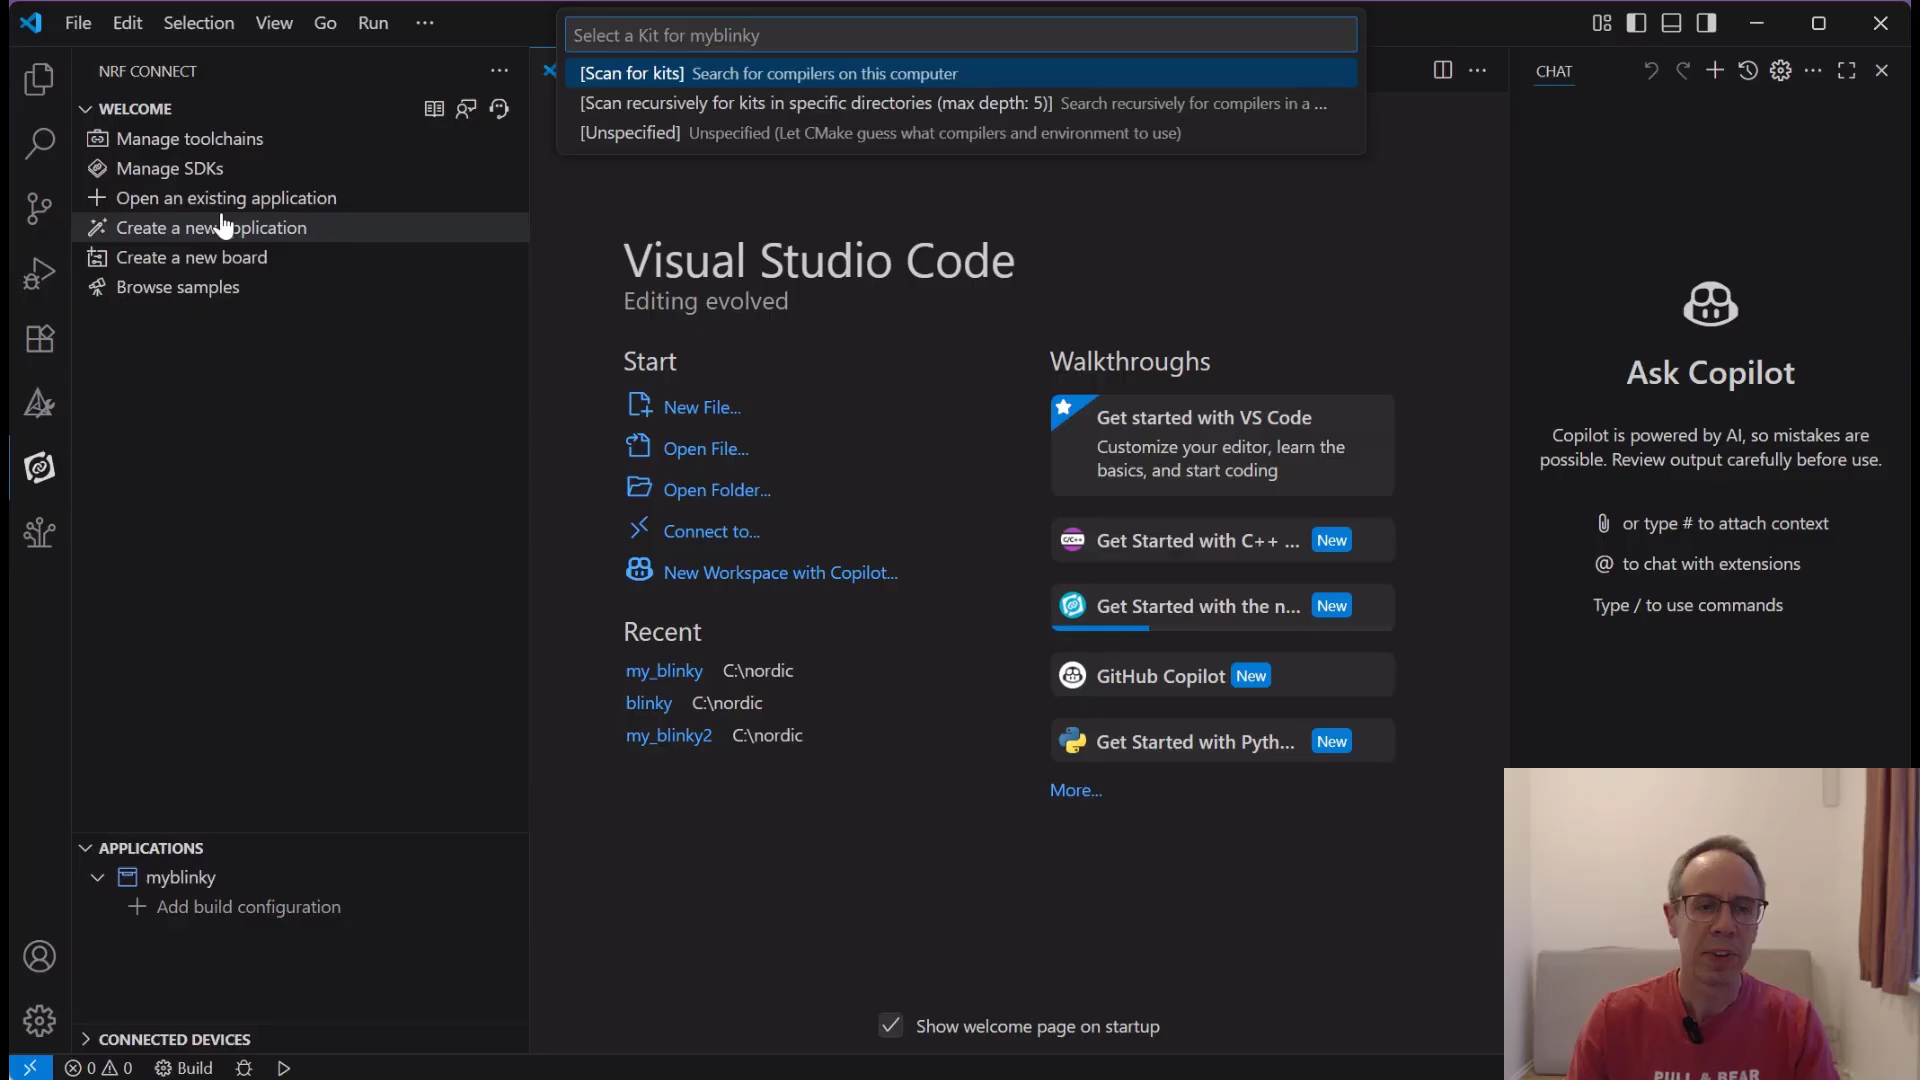 File Edit Selection View Go Run ···
Select a Kit for myblinky
[Scan for kits] Search for compilers on this computer
[Scan recursively for kits in specific directories (max depth: 5)] Search recursively for compilers in a ...
[Unspecified] Unspecified (Let CMake guess what compilers and environment to use)
NRF CONNECT
WELCOME
Manage toolchains
Manage SDKs
Open an existing application
Create a new application
Create a new board
Browse samples
Visual Studio Code
Editing evolved
Start
New File...
Open File...
Open Folder...
Connect to...
New Workspace with Copilot...
Recent
my_blinky C:\nordic
blinky C:\nordic
my_blinky2 C:\nordic
Walkthroughs
Get started with VS Code
Customize your editor, learn the
basics, and start coding
C/C++
Get Started with C++ ... New
Get Started with the n... New
GitHub Copilot New
Get Started with Pyth... New
More...
Show welcome page on startup
CHAT
Ask Copilot
Copilot is powered by AI, so mistakes are
possible. Review output carefully before use.
or type # to attach context
@ to chat with extensions
Type / to use commands
APPLICATIONS
myblinky
Add build configuration
CONNECTED DEVICES
0 0 Build
PULL & BEAR